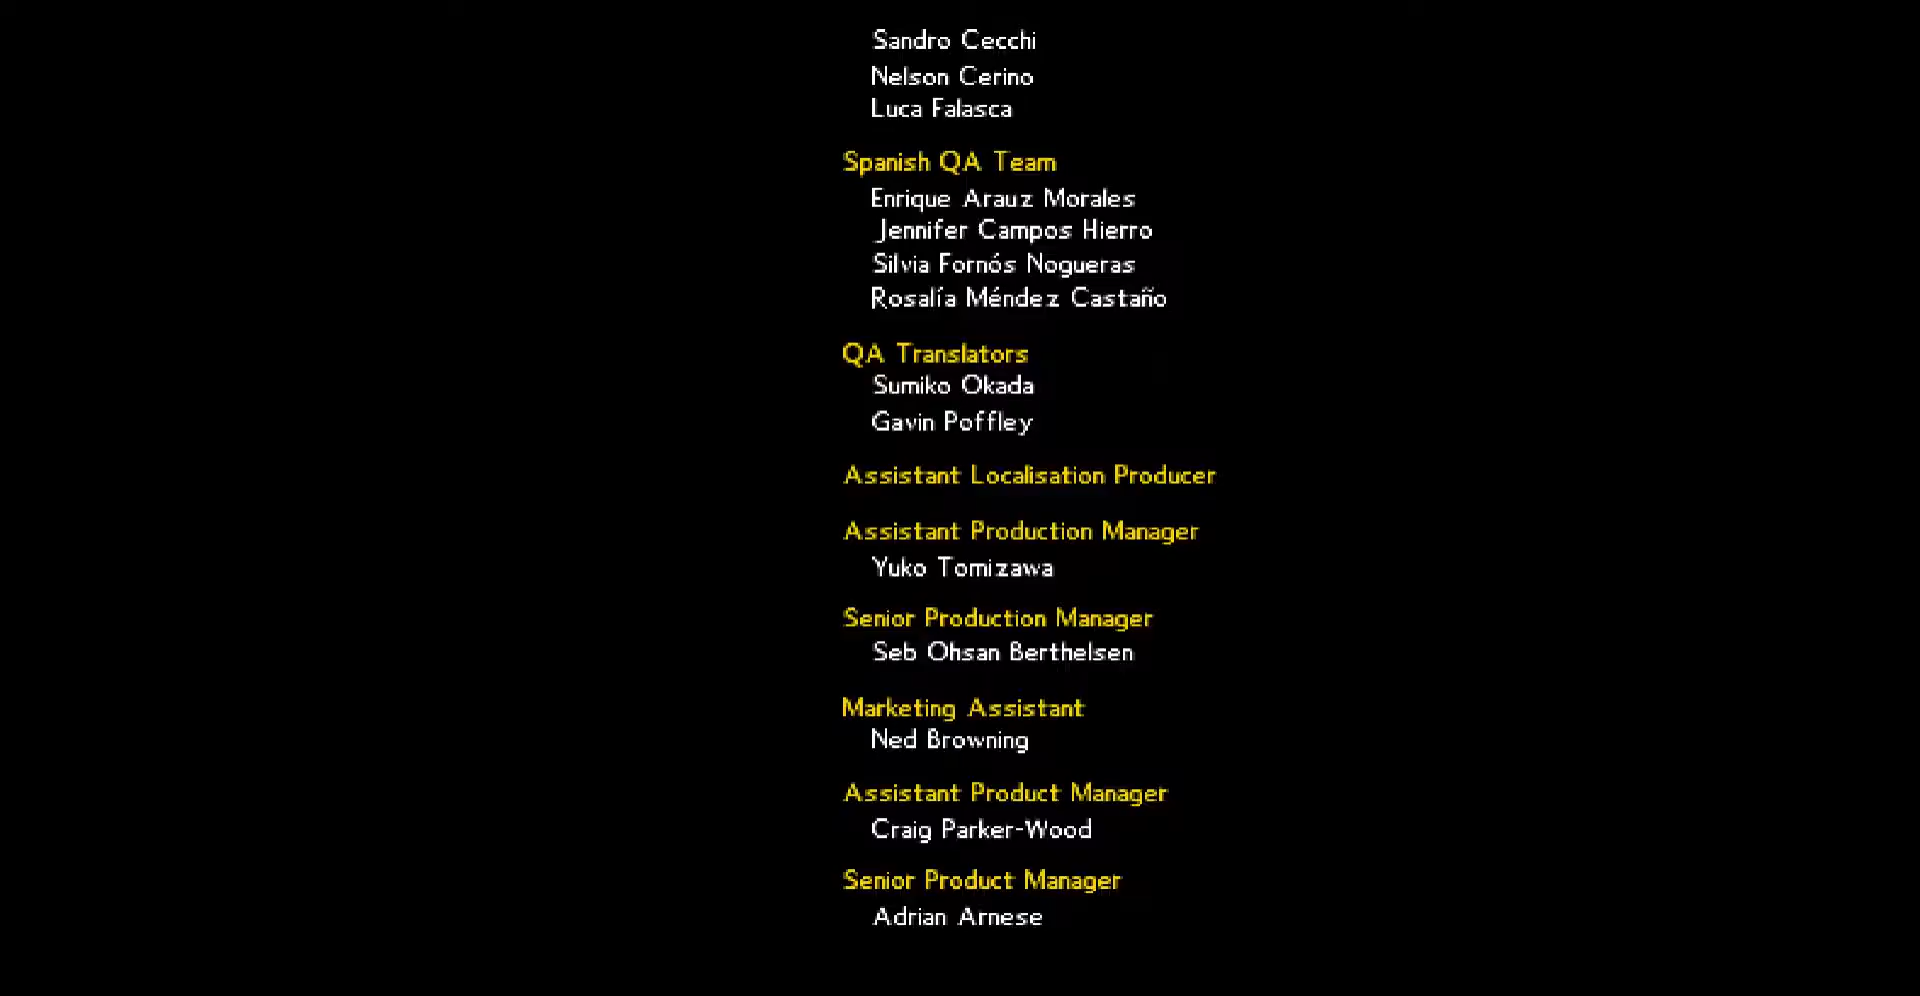 Sandro Cecchi
Nelson Cerino
Luca Falasca
Spanish QA Team
Enrique Arauz Morales
Jennifer Campos Hierro
Silvia Fornós Nogueras
Rosalía Méndez Castaño
QA Translators
Sumiko Okada
Gavin Poffley
Assistant Localisation Producer
Assistant Production Manager
Yuko Tomizawa
Senior Production Manager
Seb Ohsan Berthelsen
Marketing Assistant
Ned Browning
Assistant Product Manager
Craig Parker-Wood
Senior Product Manager
Adrian Arnese